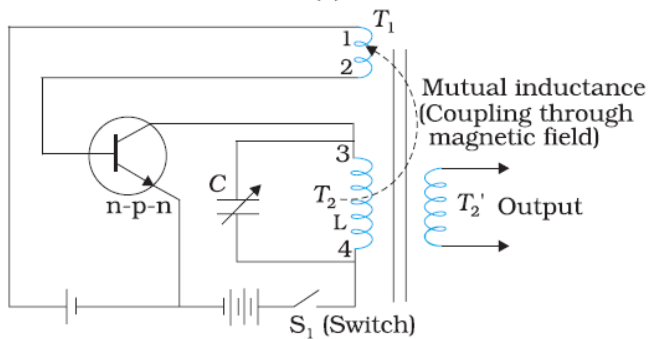 T₁
1
2
Mutual inductance
(Coupling through
magnetic field)
3
C
T₂
n-p-n
L
T₂'
Output
4
S₁ (Switch)